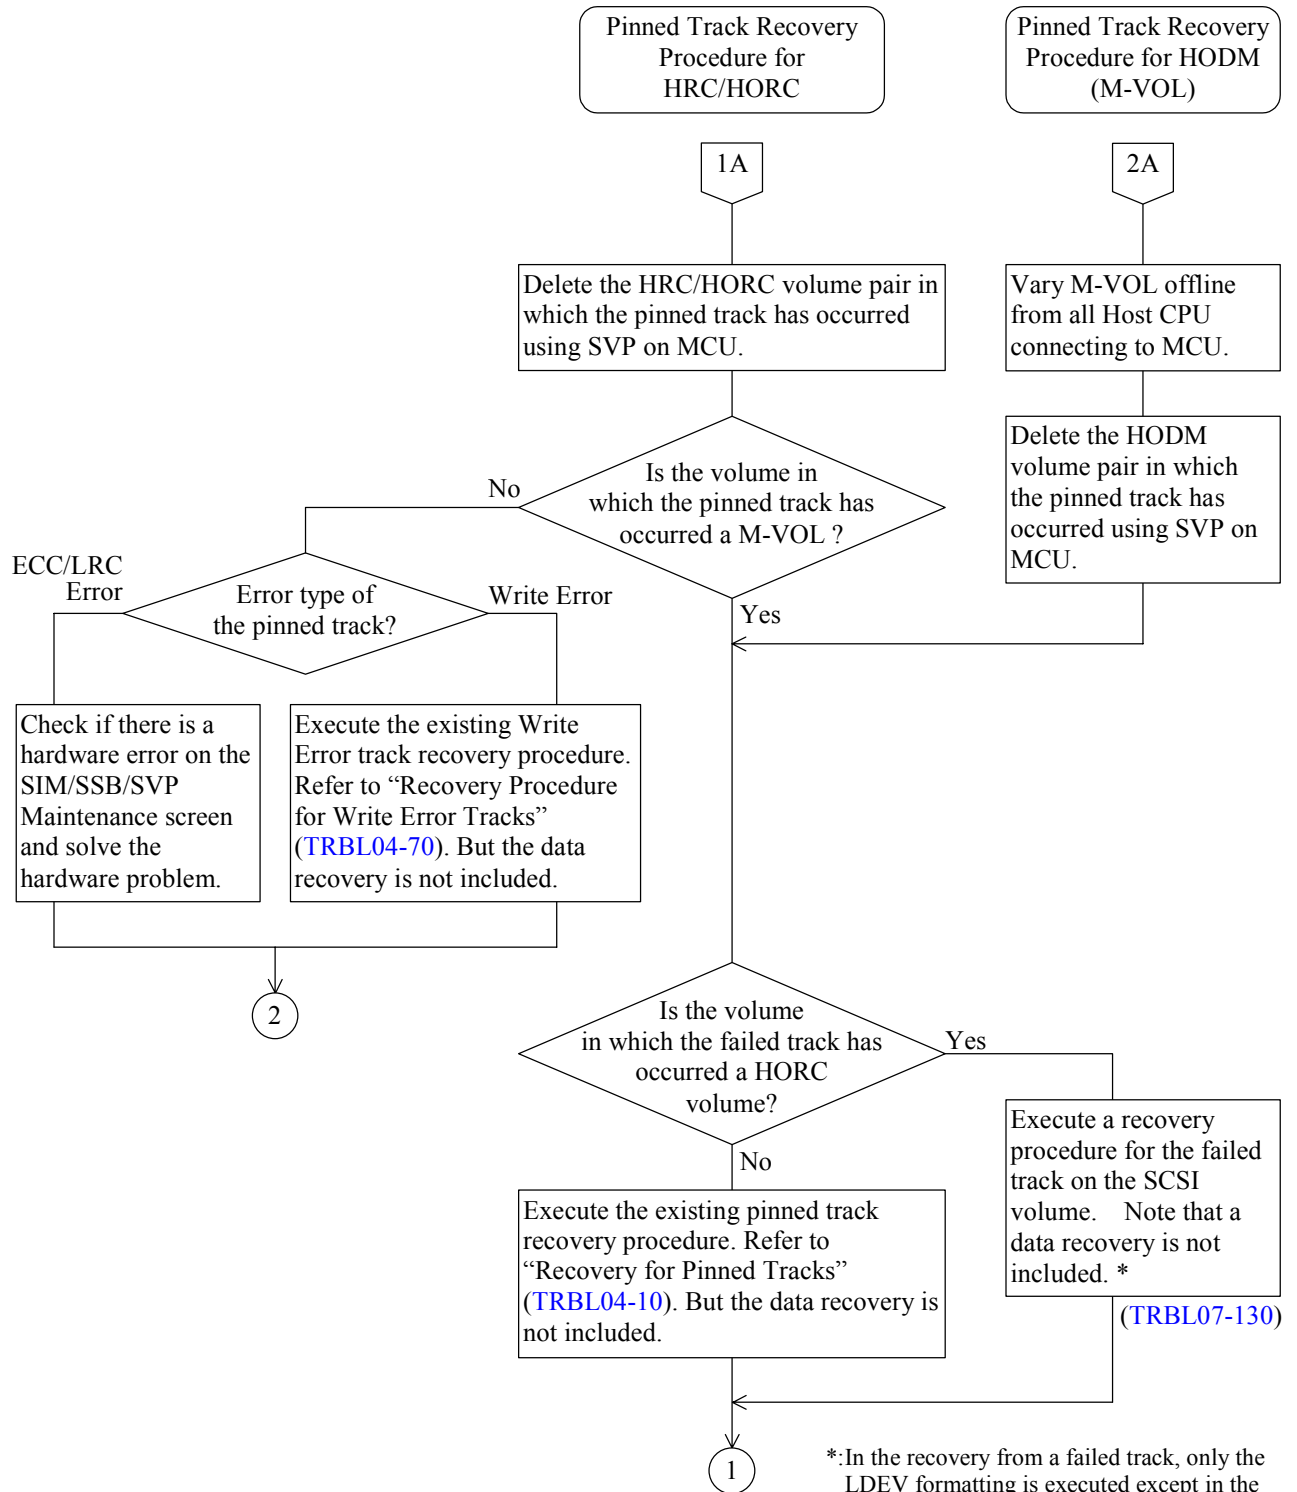 Pinned Track Recovery
Procedure for
HRC/HORC
Pinned Track Recovery
Procedure for HODM
(M-VOL)
1A
2A
Delete the HRC/HORC volume pair in
which the pinned track has occurred
using SVP on MCU.
Vary M-VOL offline
from all Host CPU
connecting to MCU.
Delete the HODM
volume pair in which
the pinned track has
occurred using SVP on
MCU.
Is the volume in
which the pinned track has
occurred a M-VOL ?
No
Yes
ECC/LRC
Error
Error type of
the pinned track?
Write Error
Check if there is a
hardware error on the
SIM/SSB/SVP
Maintenance screen
and solve the
hardware problem.
Execute the existing Write
Error track recovery procedure.
Refer to “Recovery Procedure
for Write Error Tracks”
(TRBL04-70). But the data
recovery is not included.
2
Is the volume
in which the failed track has
occurred a HORC
volume?
Yes
No
Execute a recovery
procedure for the failed
track on the SCSI
volume. Note that a
data recovery is not
included. *
(TRBL07-130)
Execute the existing pinned track
recovery procedure. Refer to
“Recovery for Pinned Tracks”
(TRBL04-10). But the data recovery is
not included.
1
*:In the recovery from a failed track, only the
LDEV formatting is executed except in the